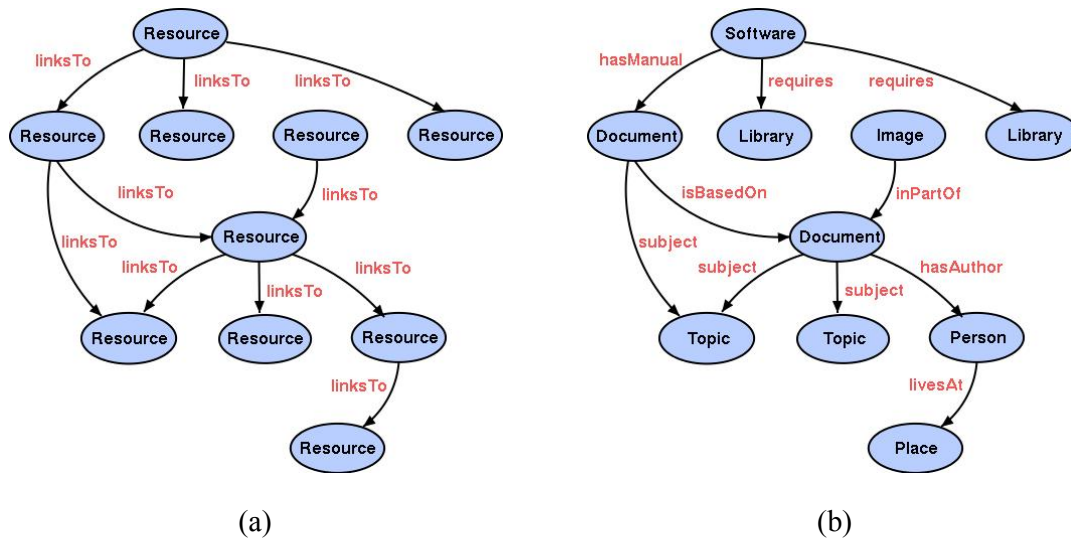 Resource
linksTo
linksTo
linksTo
Resource
Resource
Resource
Resource
linksTo
linksTo
linksTo
Resource
linksTo
linksTo
linksTo
Resource
Resource
Resource
linksTo
Resource
(a)
Software
hasManual
requires
requires
Document
Library
Image
Library
isBasedOn
inPartOf
subject
Document
subject
hasAuthor
subject
Topic
Topic
Person
livesAt
Place
(b)